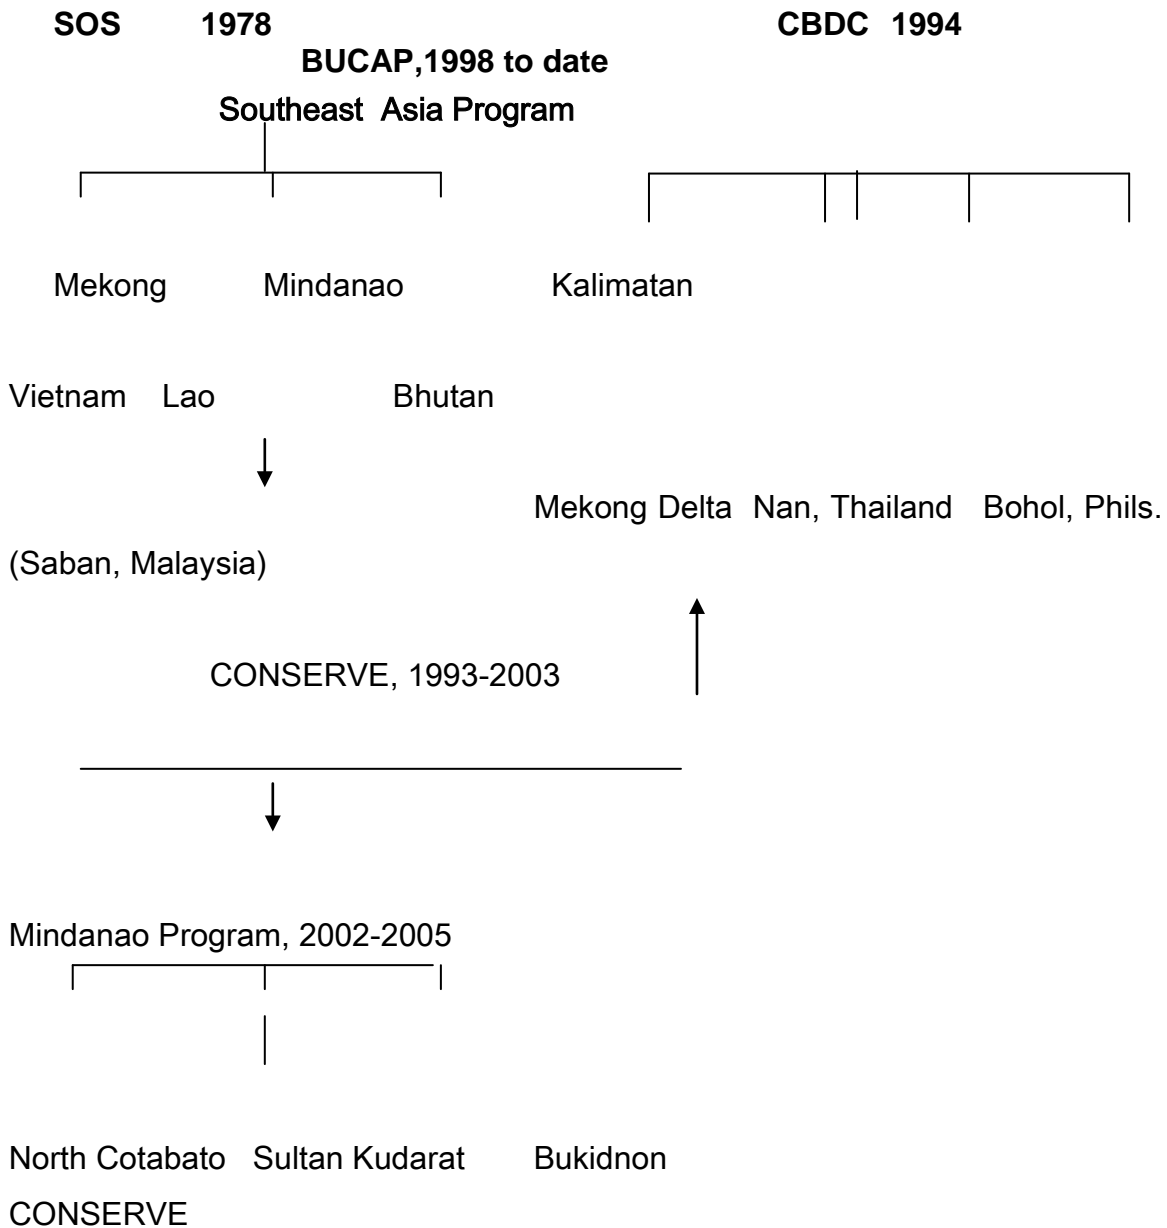 SOS 1978 CBDC 1994
BUCAP,1998 to date
Southeast Asia Program
Mekong Mindanao Kalimatan
Vietnam Lao Bhutan
Mekong Delta Nan, Thailand Bohol, Phils.
(Saban, Malaysia)
CONSERVE, 1993-2003
Mindanao Program, 2002-2005
North Cotabato Sultan Kudarat Bukidnon
CONSERVE